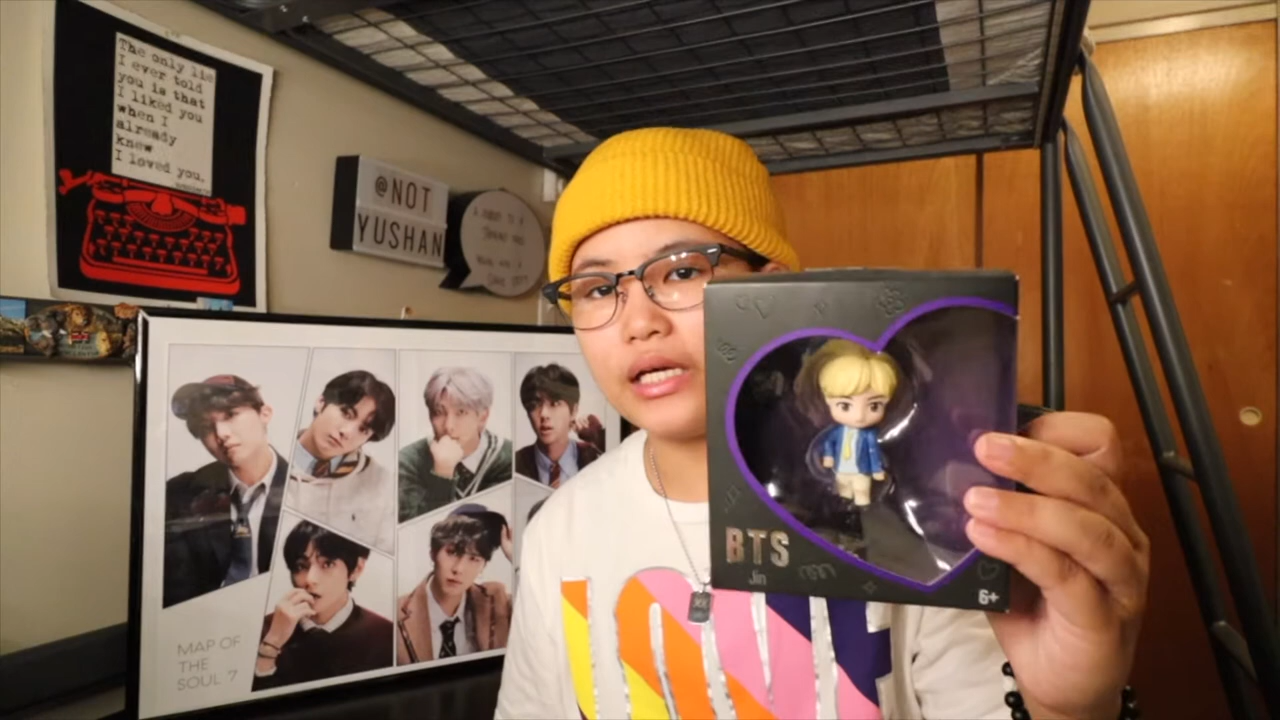 The only lie
I ever told
you is that
I liked you
when I
already
knew
I loved you.
@NOT
YUSHAN
MAP OF
THE
SOUL 7
BTS
Jin
6+